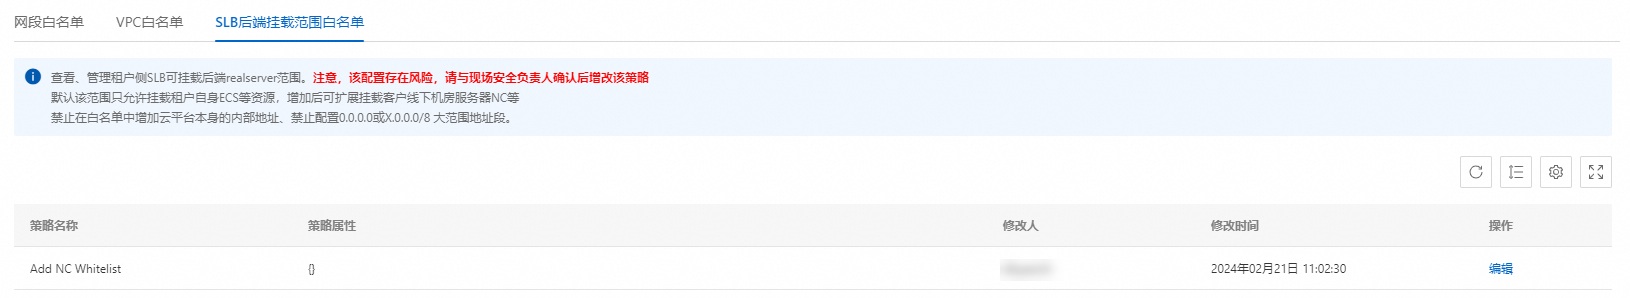 网段白名单 VPC白名单 SLB后端挂载范围白名单
查看、管理租户侧SLB可挂载后端realserver范围。注意，该配置存在风险，请与现场安全负责人确认后增改该策略
默认该范围只允许挂载租户自身ECS等资源，增加后可扩展挂载客户线下机房服务器NC等
禁止在白名单中增加云平台本身的内部地址、禁止配置0.0.0.0或X.0.0.0/8 大范围地址段。
策略名称 策略属性 修改人 修改时间 操作
Add NC Whitelist {} 2024年02月21日 11:02:30 编辑